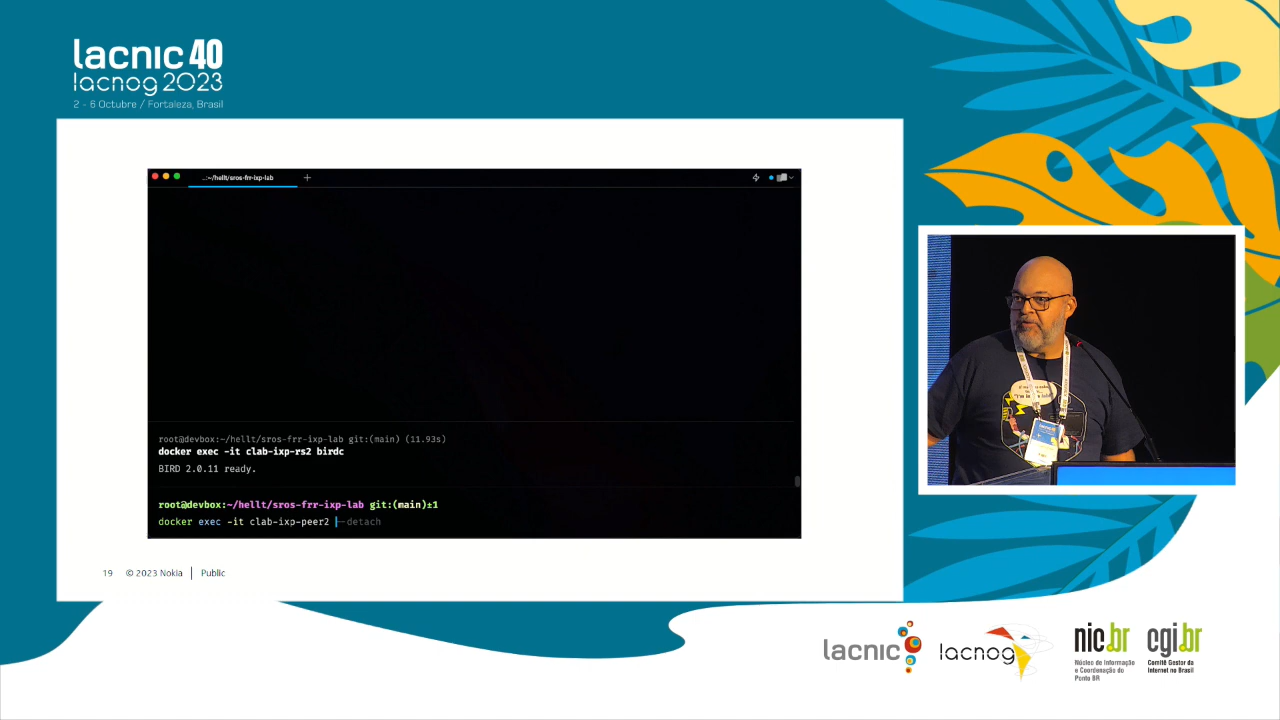 lacnic 40
lacnog 2023
2 - 6 Octubre / Fortaleza, Brasil
..:~/hellt/sros-frr-ixp-lab
root@devbox:~/hellt/sros-frr-ixp-lab git:(main) (11.93s)
docker exec -it clab-ixp-rs2 birdc
BIRD 2.0.11 ready.
root@devbox:~/hellt/sros-frr-ixp-lab git:(main)±1
docker exec -it clab-ixp-peer2 --detach
19 © 2023 Nokia | Public
lacnic
lacnog
nic.br
Núcleo de Informação
e Coordenação do
Ponto BR
cgi.br
Comitê Gestor da
Internet no Brasil